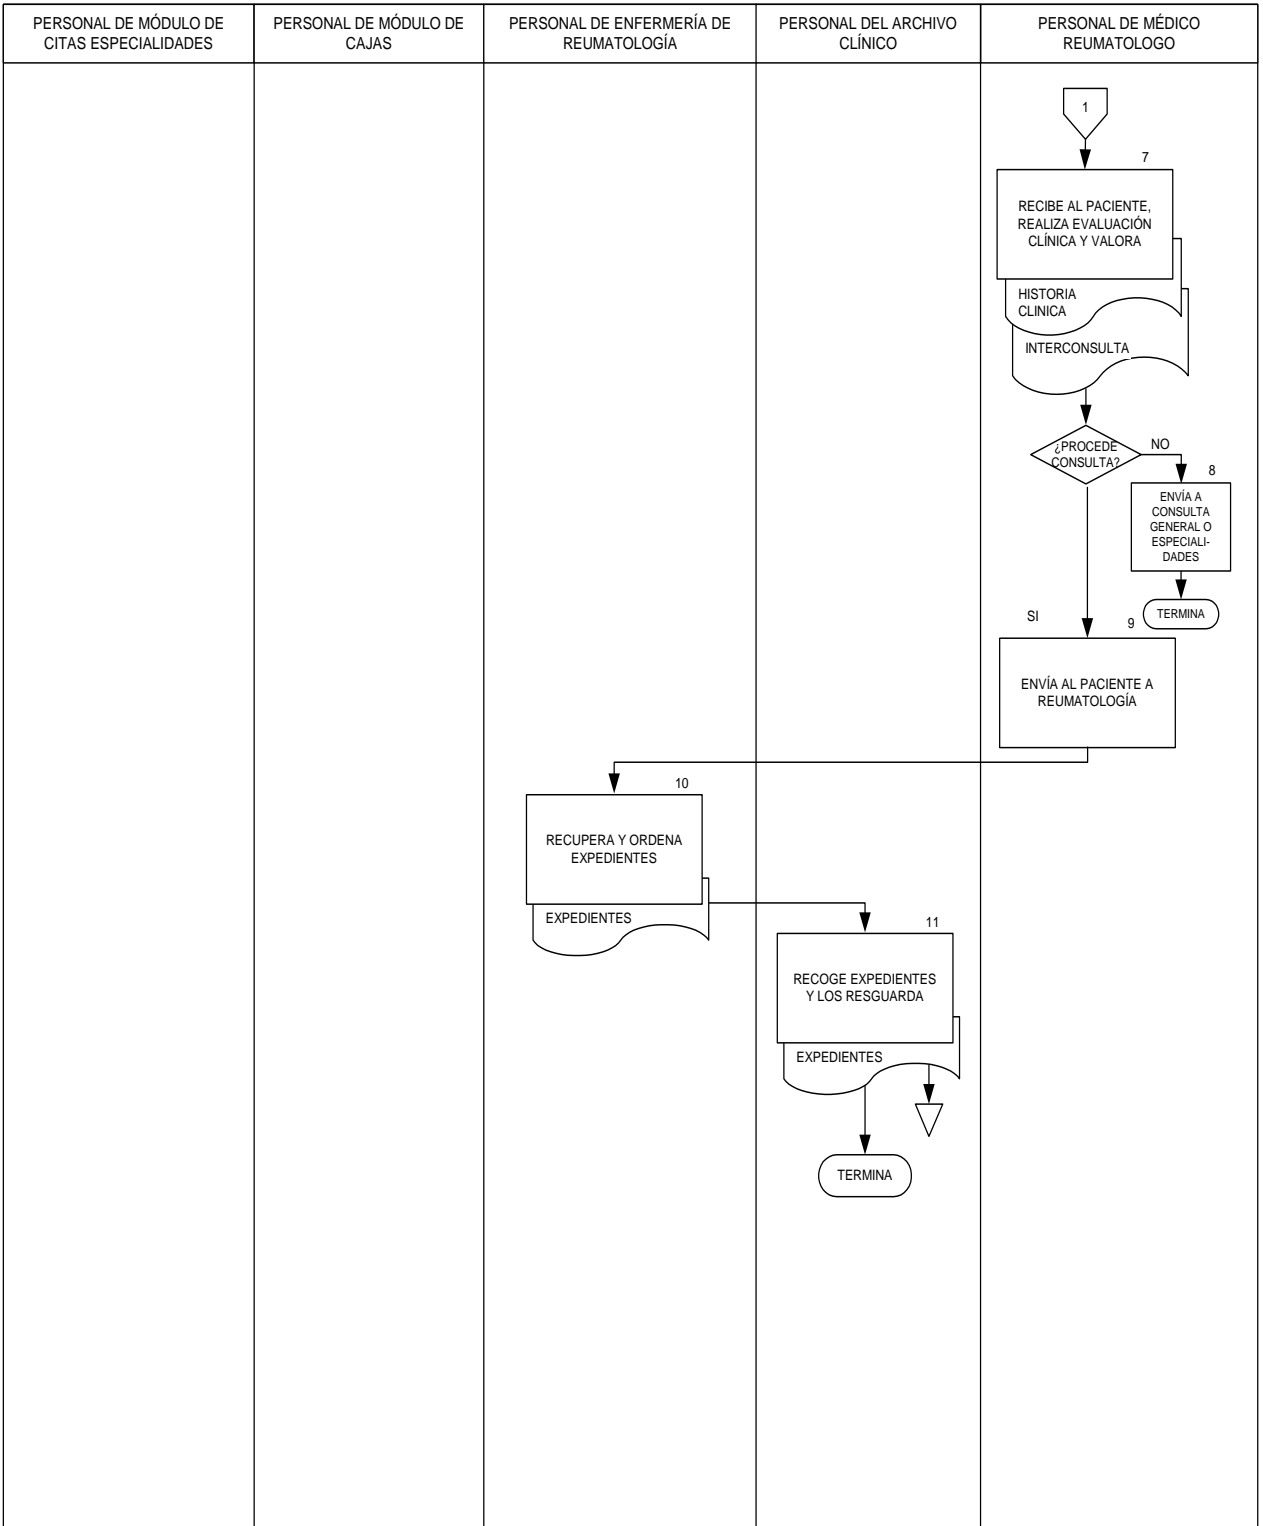 PERSONAL DE MÓDULO DE
CITAS ESPECIALIDADES
PERSONAL DE MÓDULO DE
CAJAS
PERSONAL DE ENFERMERÍA DE
REUMATOLOGÍA
PERSONAL DEL ARCHIVO
CLÍNICO
PERSONAL DE MÉDICO
REUMATOLOGO
1
7
RECIBE AL PACIENTE,
REALIZA EVALUACIÓN
CLÍNICA Y VALORA
HISTORIA
CLINICA
INTERCONSULTA
¿PROCEDE
CONSULTA?
NO
8
ENVÍA A
CONSULTA
GENERAL O
ESPECIALI-
DADES
TERMINA
SI
9
ENVÍA AL PACIENTE A
REUMATOLOGÍA
10
RECUPERA Y ORDENA
EXPEDIENTES
EXPEDIENTES
11
RECOGE EXPEDIENTES
Y LOS RESGUARDA
EXPEDIENTES
TERMINA